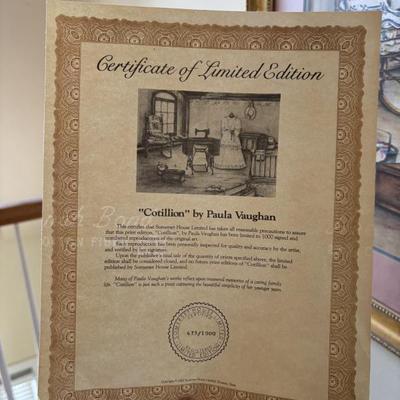 Certificate of Limited Edition
"Cotillion" by Paula Vaughan
This certifies that Somerset House Limited has taken all reasonable precautions to assure
that this print edition, "Cotillion", by Paula Vaughan has been limited to 1000 signed and
numbered reproductions of the original art.
Each reproduction has been personally inspected for quality and accuracy by the artist,
and verified by her signature.
Upon the publisher's total sale of the quantity of prints specified above, the limited
edition shall be considered closed, and no future print editions of "Cotillion" shall be
published by Somerset House Limited.
Many of Paula Vaughan's works reflect upon treasured memories of a caring family
life. "Cotillion" is just such a print capturing the beautiful simplicity of her younger years.
473/1000